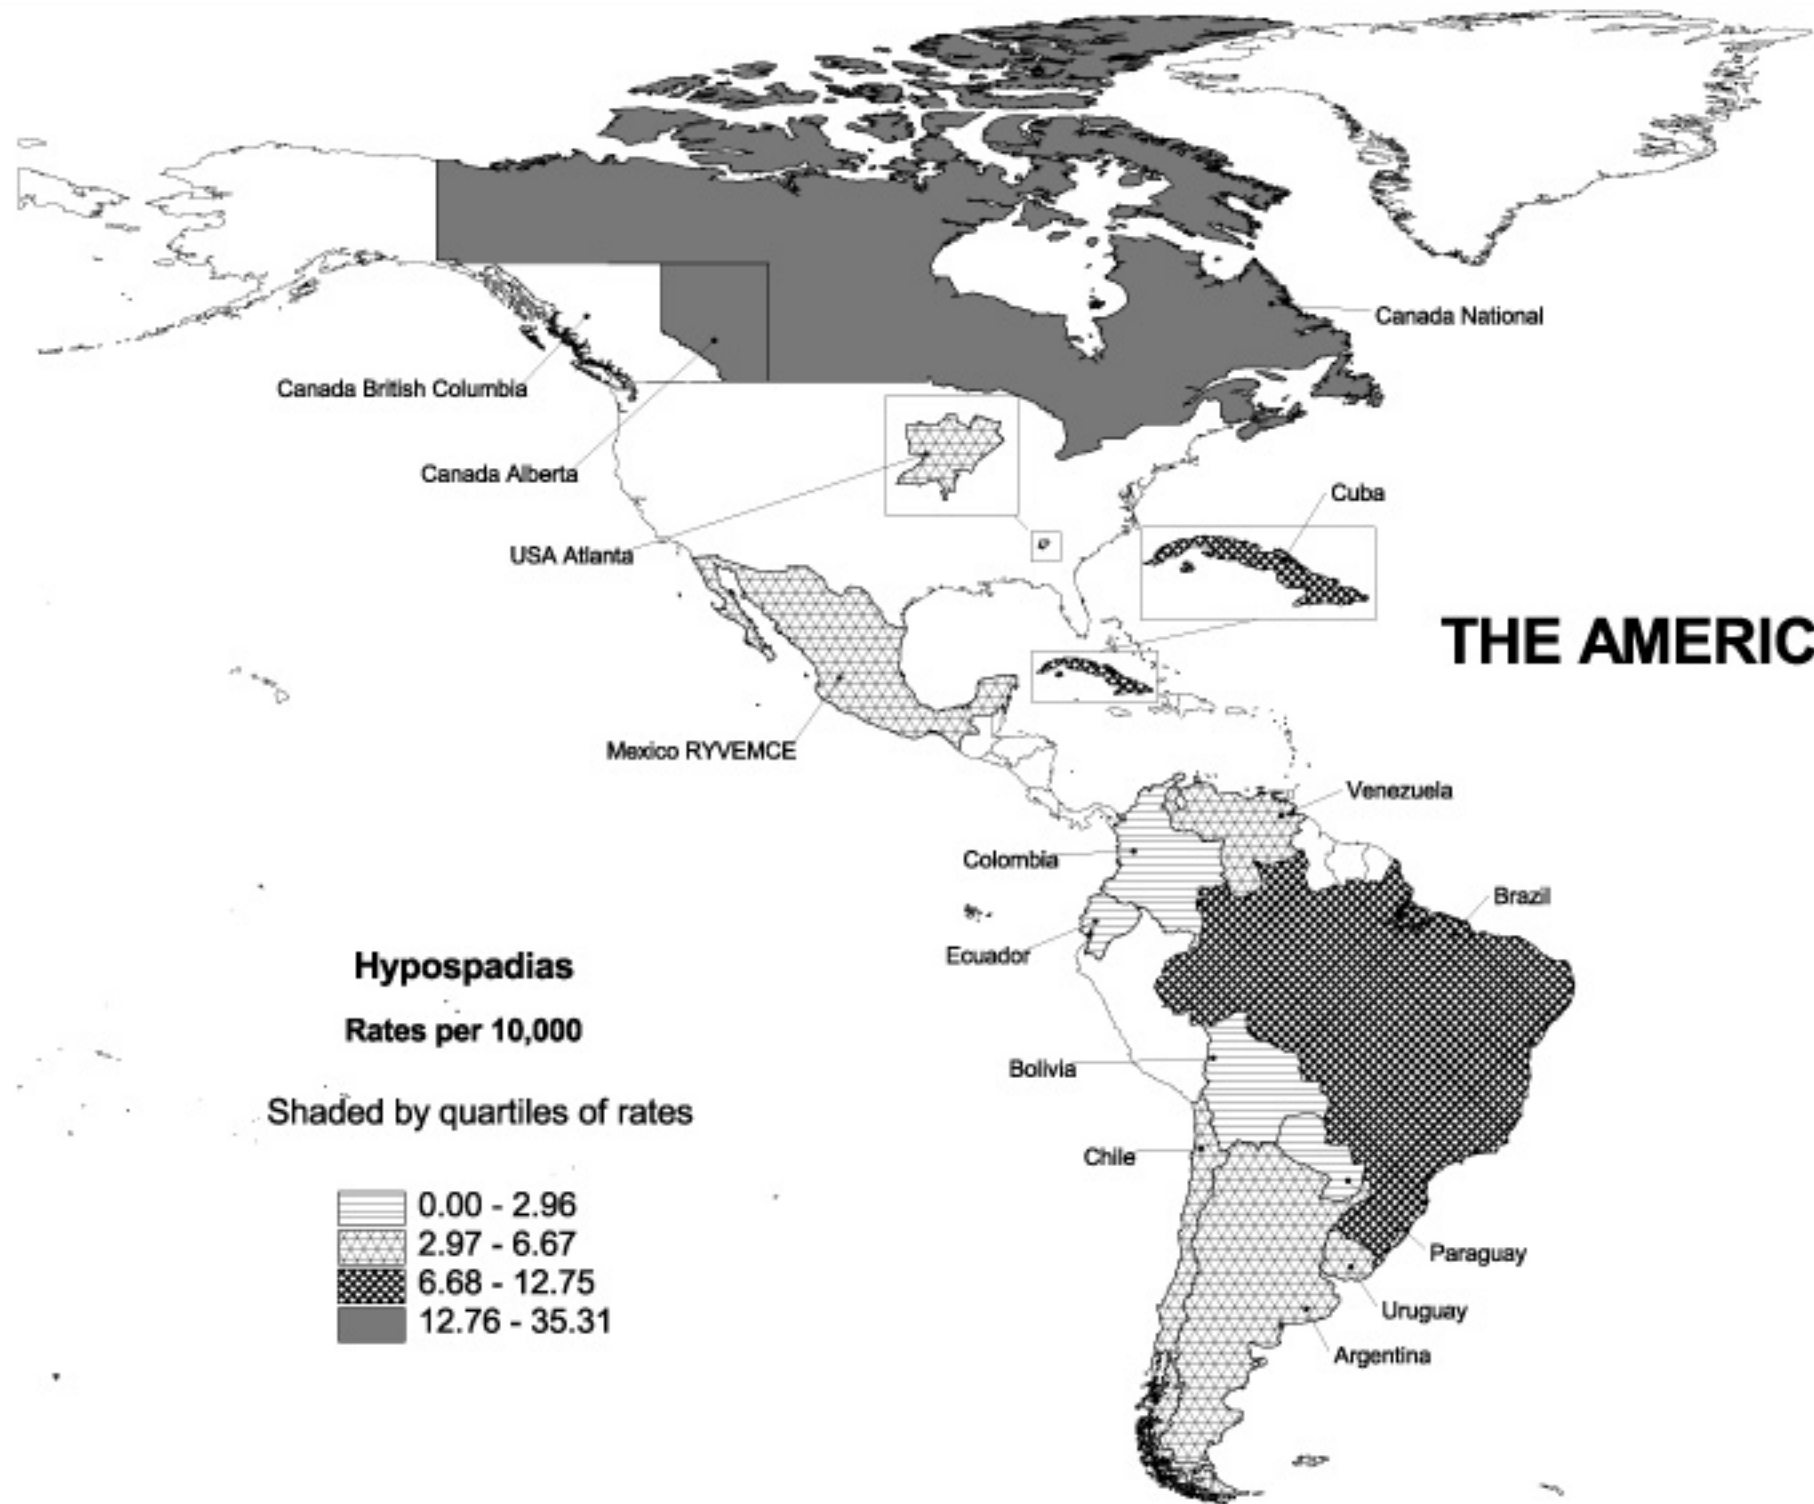 Canada National
Canada British Columbia
Canada Alberta
Cuba
USA Atlanta
THE AMERIC
Mexico RYVEMCE
Venezuela
Colombia
Brazil
Ecuador
Hypospadias
Rates per 10,000
Bolivia
Shaded by quartiles of rates
Chile
0.00 - 2.96
2.97 - 6.67
6.68 - 12.75
12.76 - 35.31
Paraguay
Uruguay
Argentina